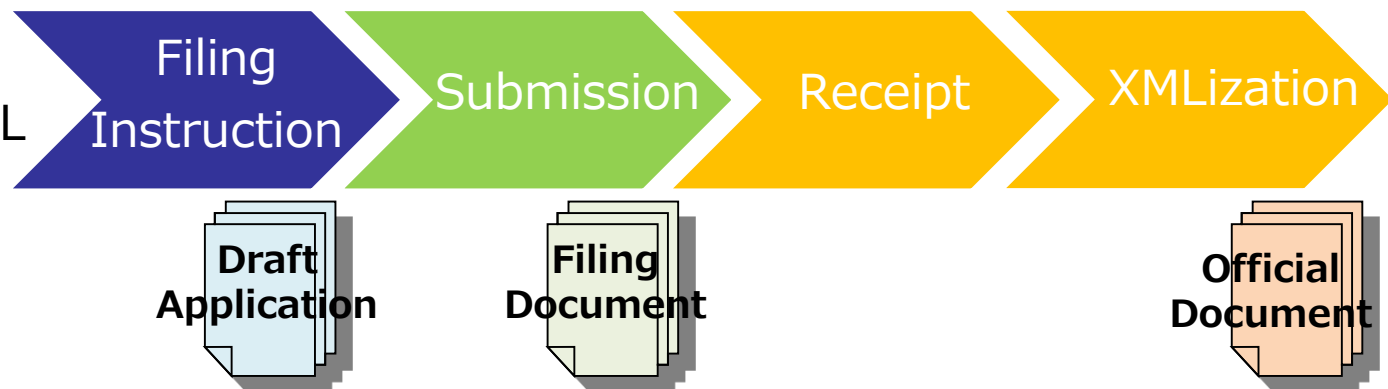 L
Filing
Instruction
Submission
Receipt
XMLization
Draft
Application
Filing
Document
Official
Document